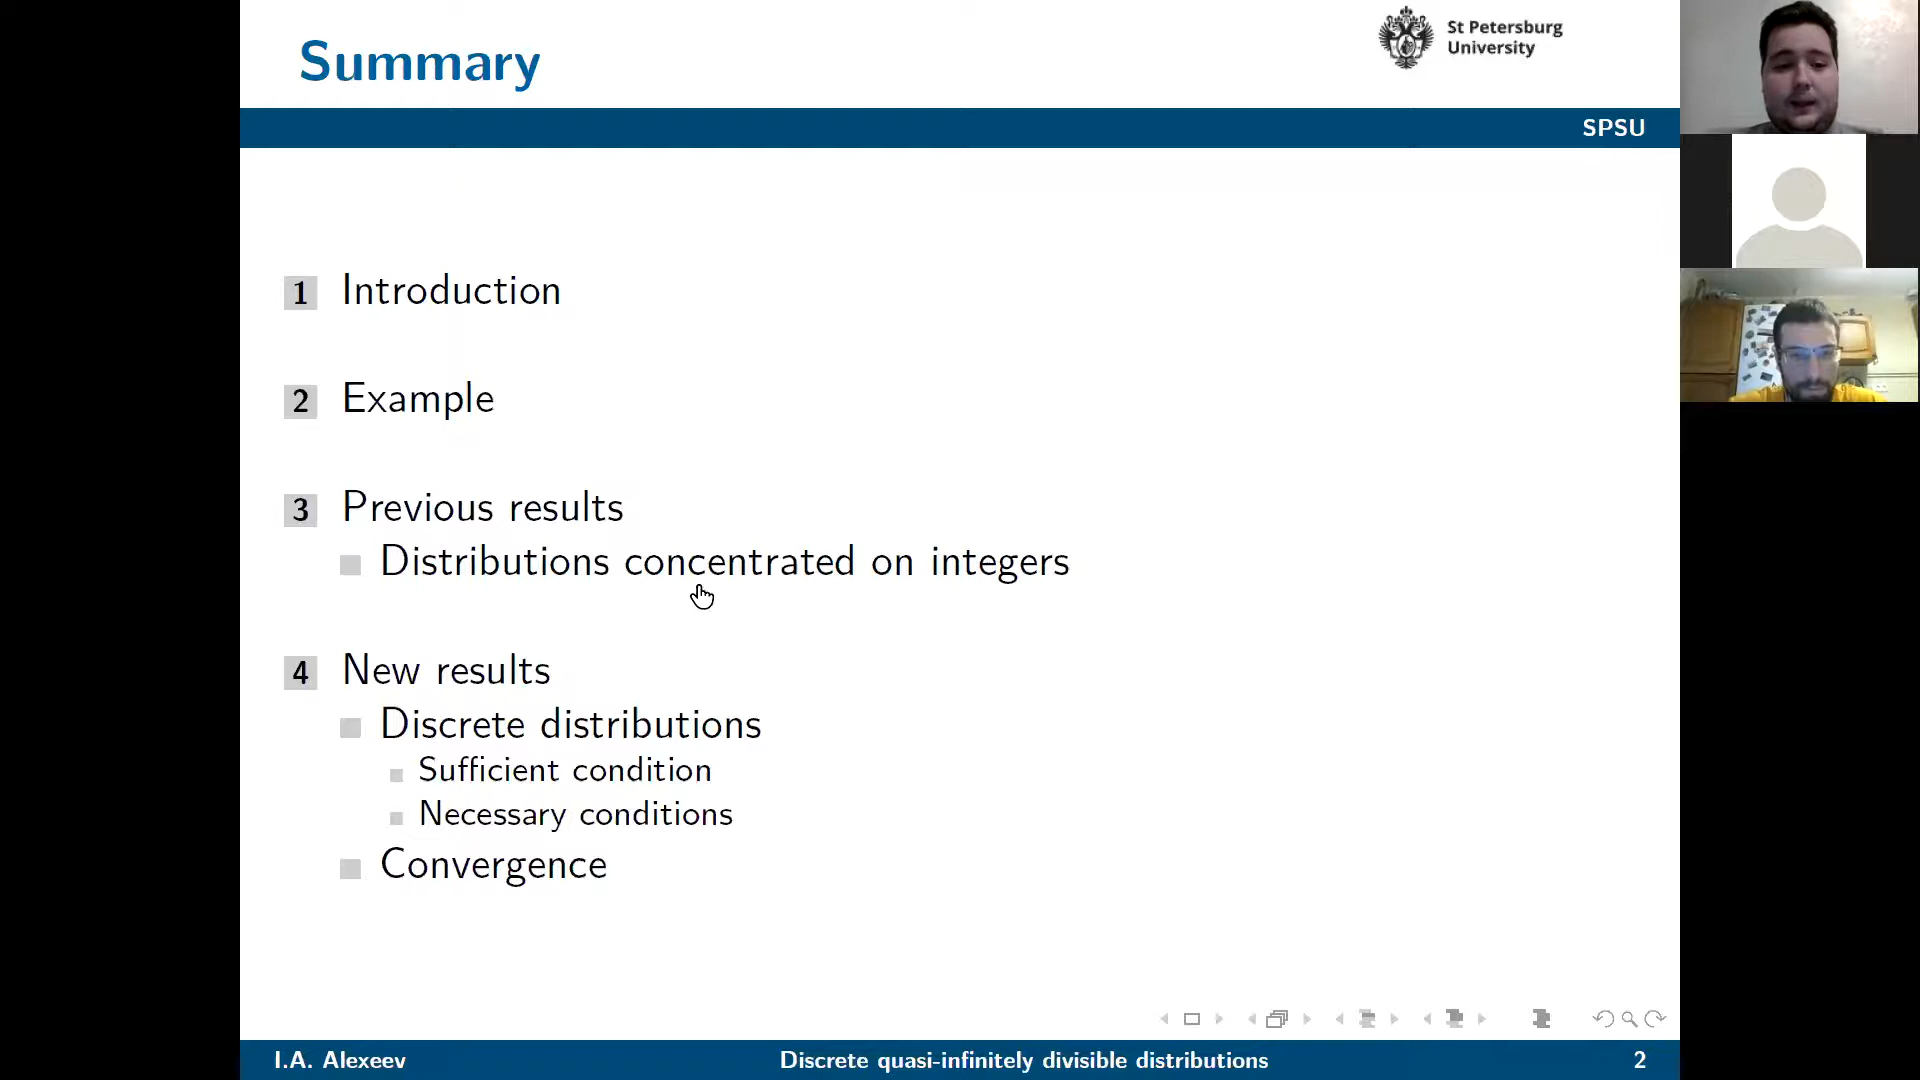 Summary
St Petersburg
University
SPSU
1 Introduction
2 Example
3 Previous results
Distributions concentrated on integers
4 New results
Discrete distributions
Sufficient condition
Necessary conditions
Convergence
I.A. Alexeev
Discrete quasi-infinitely divisible distributions
2